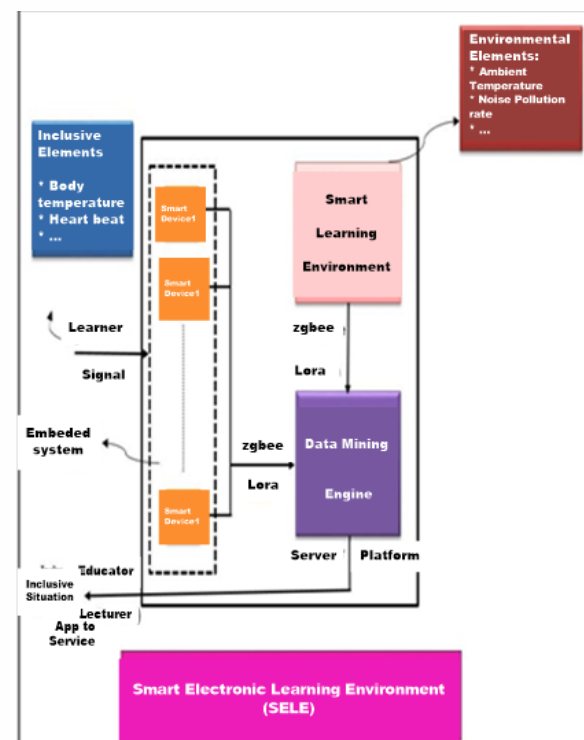 Environmental
Elements:
* Ambient
Temperature
* Noise Pollution
rate
* ...
Inclusive
Elements
* Body
temperature
* Heart beat
* ...
Smart
Device1
Smart
Device1
Smart
Device1
Smart
Learning
Environment
Learner
Signal
Embeded
system
zgbee
Lora
zgbee
Lora
Data Mining
Engine
Server
Platform
Educator
Inclusive
Situation
Lecturer
App to
Service
Smart Electronic Learning Environment
(SELE)